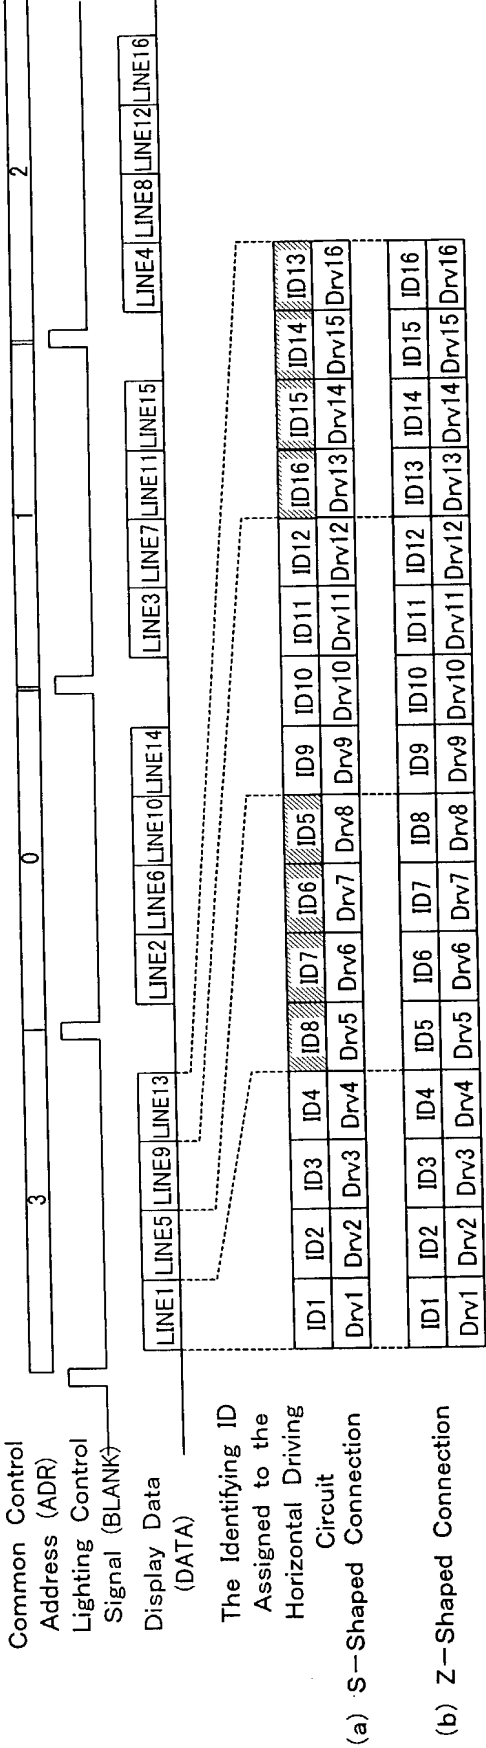 Common Control
Address (ADR)
3 0 1 2
Lighting Control
Signal (BLANK)
Display Data
(DATA)
LINE1 LINE5 LINE9 LINE13 LINE2 LINE6 LINE10 LINE14 LINE3 LINE7 LINE11 LINE15 LINE4 LINE8 LINE12 LINE16
The Identifying ID
Assigned to the
Horizontal Driving
Circuit
(a) S-Shaped Connection
ID1 ID2 ID3 ID4 ID8 ID7 ID6 ID5 ID9 ID10 ID11 ID12 ID16 ID15 ID14 ID13
Drv1 Drv2 Drv3 Drv4 Drv5 Drv6 Drv7 Drv8 Drv9 Drv10 Drv11 Drv12 Drv13 Drv14 Drv15 Drv16
(b) Z-Shaped Connection
ID1 ID2 ID3 ID4 ID5 ID6 ID7 ID8 ID9 ID10 ID11 ID12 ID13 ID14 ID15 ID16
Drv1 Drv2 Drv3 Drv4 Drv5 Drv6 Drv7 Drv8 Drv9 Drv10 Drv11 Drv12 Drv13 Drv14 Drv15 Drv16